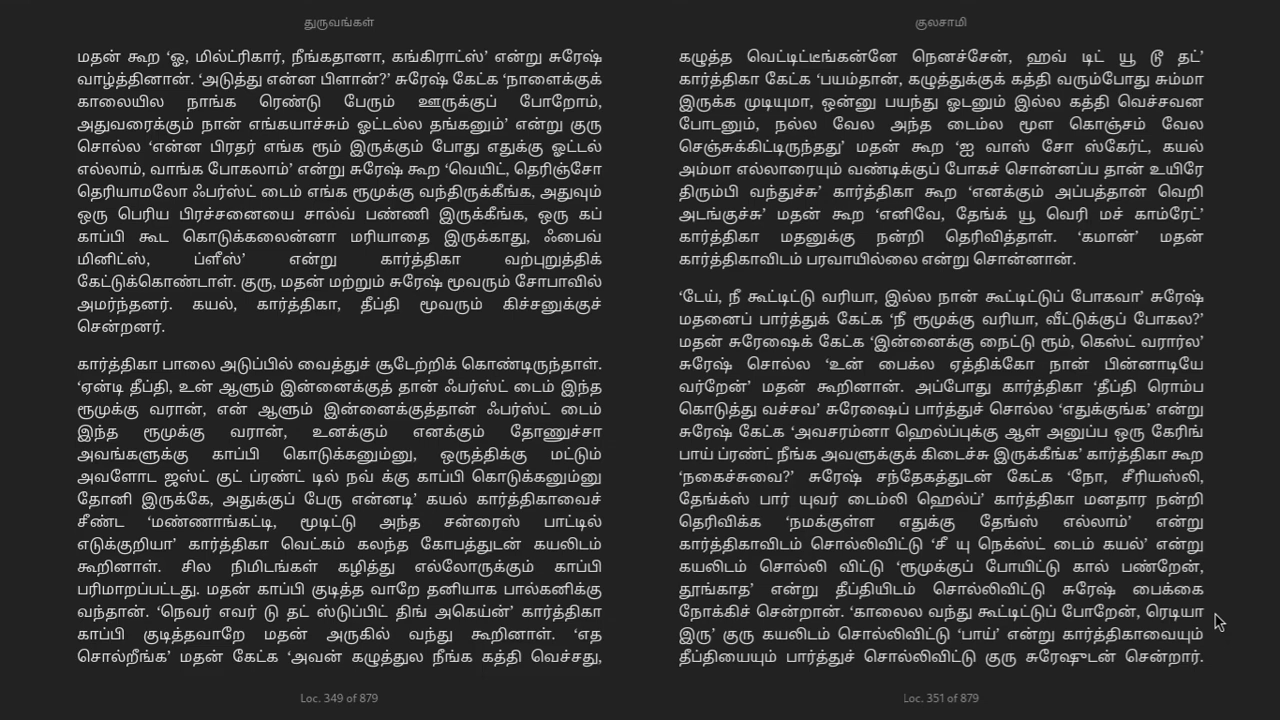 துருவங்கள்
மதன் கூற ‘ஓ, மில்ட்ரிகார், நீங்கதானா, கங்கிராட்ஸ்’ என்று சுரேஷ்
வாழ்த்தினான். ‘அடுத்து என்ன பிளான்?’ சுரேஷ் கேட்க ‘நாளைக்குக்
காலையில நாங்க ரெண்டு பேரும் ஊருக்குப் போறோம்,
அதுவரைக்கும் நான் எங்கயாச்சும் ஓட்டல்ல தங்கனும்’ என்று குரு
சொல்ல ‘என்ன பிரதர் எங்க ரூம் இருக்கும் போது எதுக்கு ஓட்டல்
எல்லாம், வாங்க போகலாம்’ என்று சுரேஷ் கூற ‘வெயிட், தெரிஞ்சோ
தெரியாமலோ ஃபர்ஸ்ட் டைம் எங்க ரூமுக்கு வந்திருக்கீங்க, அதுவும்
ஒரு பெரிய பிரச்சனையை சால்வ் பண்ணி இருக்கீங்க, ஒரு கப்
காப்பி கூட கொடுக்கலைன்னா மரியாதை இருக்காது, ஃபைவ்
மினிட்ஸ், ப்ளீஸ்’ என்று கார்த்திகா வற்புறுத்திக்
கேட்டுக்கொண்டாள். குரு, மதன் மற்றும் சுரேஷ் மூவரும் சோபாவில்
அமர்ந்தனர். கயல், கார்த்திகா, தீப்தி மூவரும் கிச்சனுக்குச்
சென்றனர்.
கார்த்திகா பாலை அடுப்பில் வைத்துச் சூடேற்றிக் கொண்டிருந்தாள்.
‘ஏன்டி தீப்தி, உன் ஆளும் இன்னைக்குத் தான் ஃபர்ஸ்ட் டைம் இந்த
ரூமுக்கு வரான், என் ஆளும் இன்னைக்குத்தான் ஃபர்ஸ்ட் டைம்
இந்த ரூமுக்கு வரான், உனக்கும் எனக்கும் தோணுச்சா
அவங்களுக்கு காப்பி கொடுக்கனும்னு, ஒருத்திக்கு மட்டும்
அவளோட ஜஸ்ட் குட் ப்ரண்ட் டில் நவ் க்கு காப்பி கொடுக்கனும்னு
தோனி இருக்கே, அதுக்குப் பேரு என்னடி’ கயல் கார்த்திகாவைச்
சீண்ட ‘மண்ணாங்கட்டி, மூடிட்டு அந்த சன்ரைஸ் பாட்டில்
எடுக்குறியா’ கார்த்திகா வெட்கம் கலந்த கோபத்துடன் கயலிடம்
கூறினாள். சில நிமிடங்கள் கழித்து எல்லோருக்கும் காப்பி
பரிமாறப்பட்டது. மதன் காப்பி குடித்த வாறே தனியாக பால்கனிக்கு
வந்தான். ‘நெவர் எவர் டு தட் ஸ்டுப்பிட் திங் அகெய்ன்’ கார்த்திகா
காப்பி குடித்தவாறே மதன் அருகில் வந்து கூறினாள். ‘எத
சொல்றீங்க’ மதன் கேட்க ‘அவன் கழுத்துல நீங்க கத்தி வெச்சது,
Loc. 349 of 879
குலசாமி
கழுத்த வெட்டிட்டீங்கன்னே நெனச்சேன், ஹவ் டிட் யூ டூ தட்’
கார்த்திகா கேட்க ‘பயம்தான், கழுத்துக்குக் கத்தி வரும்போது சும்மா
இருக்க முடியுமா, ஒன்னு பயந்து ஓடனும் இல்ல கத்தி வெச்சவன
போடனும், நல்ல வேல அந்த டைம்ல மூள கொஞ்சம் வேல
செஞ்சுக்கிட்டிருந்தது’ மதன் கூற ‘ஐ வாஸ் சோ ஸ்கேர்ட், கயல்
அம்மா எல்லாரையும் வண்டிக்குப் போகச் சொன்னப்ப தான் உயிரே
திரும்பி வந்துச்சு’ கார்த்திகா கூற ‘எனக்கும் அப்பத்தான் வெறி
அடங்குச்சு’ மதன் கூற ‘எனிவே, தேங்க் யூ வெரி மச் காம்ரேட்’
கார்த்திகா மதனுக்கு நன்றி தெரிவித்தாள். ‘கமான்’ மதன்
கார்த்திகாவிடம் பரவாயில்லை என்று சொன்னான்.
‘டேய், நீ கூட்டிட்டு வரியா, இல்ல நான் கூட்டிட்டுப் போகவா’ சுரேஷ்
மதனைப் பார்த்துக் கேட்க ‘நீ ரூமுக்கு வரியா, வீட்டுக்குப் போகல?’
மதன் சுரேஷைக் கேட்க ‘இன்னைக்கு நைட்டு ரூம், கெஸ்ட் வரார்ல’
சுரேஷ் சொல்ல ‘உன் பைக்ல ஏத்திக்கோ நான் பின்னாடியே
வர்றேன்’ மதன் கூறினான். அப்போது கார்த்திகா ‘தீப்தி ரொம்ப
கொடுத்து வச்சவ’ சுரேஷைப் பார்த்துச் சொல்ல ‘எதுக்குங்க’ என்று
சுரேஷ் கேட்க ‘அவசரம்னா ஹெல்ப்புக்கு ஆள் அனுப்ப ஒரு கேரிங்
பாய் ப்ரண்ட் நீங்க அவளுக்குக் கிடைச்சு இருக்கீங்க’ கார்த்திகா கூற
‘நகைச்சுவை?’ சுரேஷ் சந்தேகத்துடன் கேட்க ‘நோ, சீரியஸ்லி,
தேங்க்ஸ் பார் யுவர் டைம்லி ஹெல்ப்’ கார்த்திகா மனதார நன்றி
தெரிவிக்க ‘நமக்குள்ள எதுக்கு தேங்ஸ் எல்லாம்’ என்று
கார்த்திகாவிடம் சொல்லிவிட்டு ‘சீ யு நெக்ஸ்ட் டைம் கயல்’ என்று
கயலிடம் சொல்லி விட்டு ‘ரூமுக்குப் போயிட்டு கால் பண்றேன்,
தூங்காத’ என்று தீப்தியிடம் சொல்லிவிட்டு சுரேஷ் பைக்கை
நோக்கிச் சென்றான். ‘காலைல வந்து கூட்டிட்டுப் போறேன், ரெடியா
இரு’ குரு கயலிடம் சொல்லிவிட்டு ‘பாய்’ என்று கார்த்திகாவையும்
தீப்தியையும் பார்த்துச் சொல்லிவிட்டு குரு சுரேஷுடன் சென்றார்.
Loc. 351 of 879